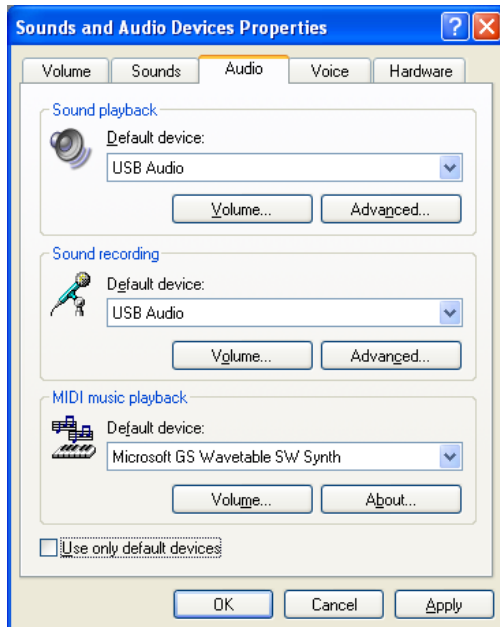 Sounds and Audio Devices Properties
Volume Sounds Audio Voice Hardware
Sound playback
Default device:
USB Audio
Volume... Advanced...
Sound recording
Default device:
USB Audio
Volume... Advanced...
MIDI music playback
Default device:
Microsoft GS Wavetable SW Synth
Volume... About...
Use only default devices
OK Cancel Apply